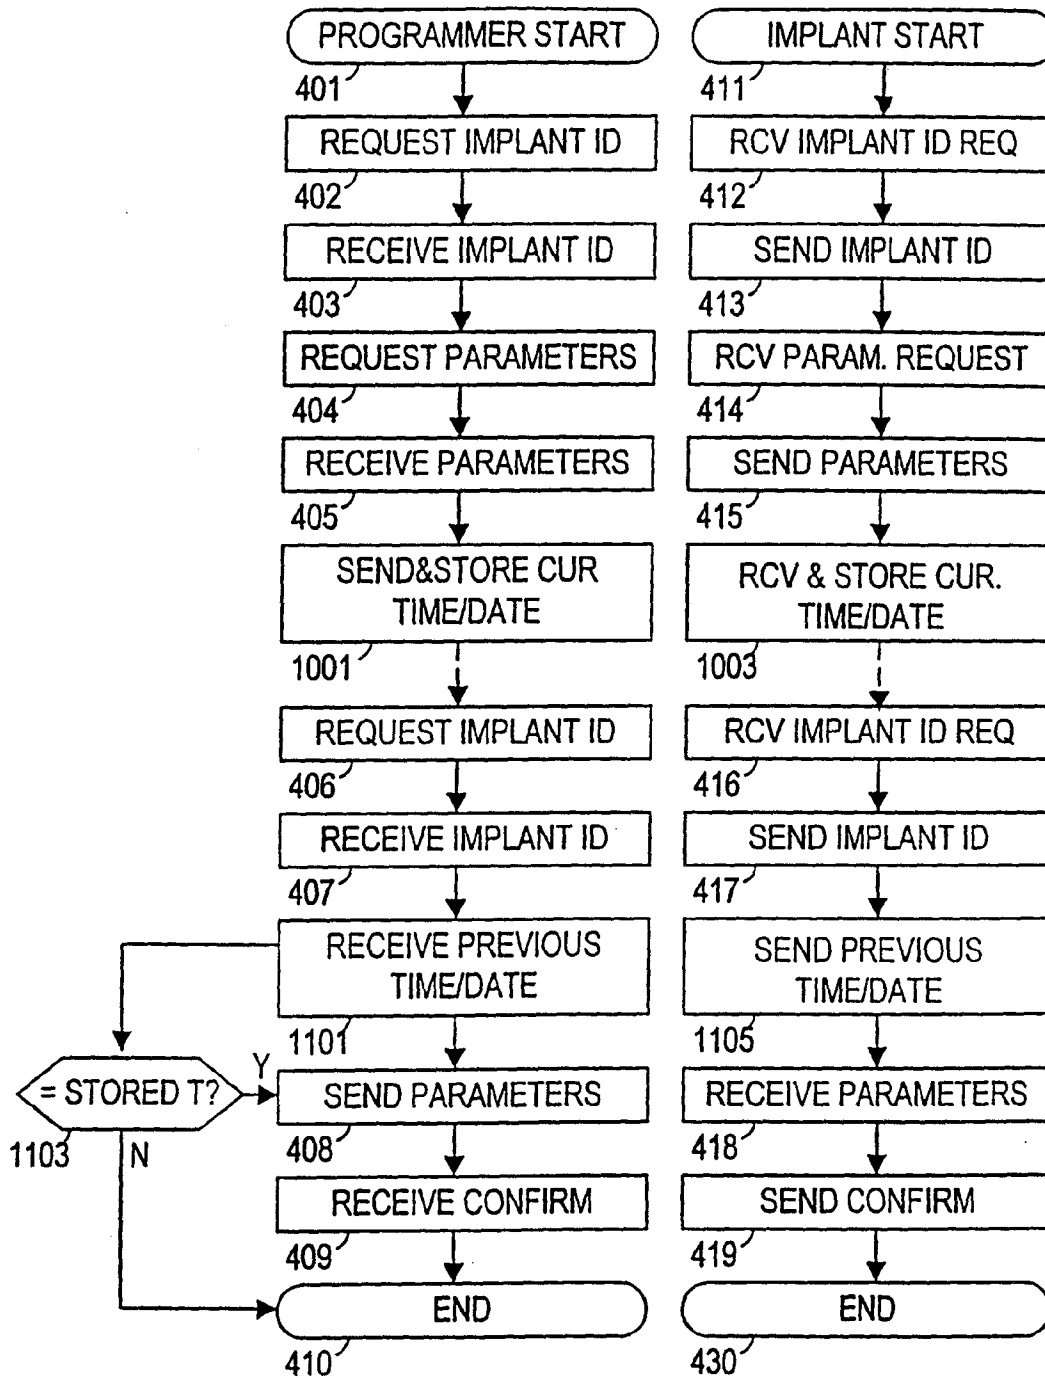 PROGRAMMER START
401
REQUEST IMPLANT ID
402
RECEIVE IMPLANT ID
403
REQUEST PARAMETERS
404
RECEIVE PARAMETERS
405
SEND&STORE CUR
TIME/DATE
1001
REQUEST IMPLANT ID
406
RECEIVE IMPLANT ID
407
RECEIVE PREVIOUS
TIME/DATE
1101
= STORED T?
1103
Y
N
SEND PARAMETERS
408
RECEIVE CONFIRM
409
END
410
IMPLANT START
411
RCV IMPLANT ID REQ
412
SEND IMPLANT ID
413
RCV PARAM. REQUEST
414
SEND PARAMETERS
415
RCV & STORE CUR.
TIME/DATE
1003
RCV IMPLANT ID REQ
416
SEND IMPLANT ID
417
SEND PREVIOUS
TIME/DATE
1105
RECEIVE PARAMETERS
418
SEND CONFIRM
419
END
430